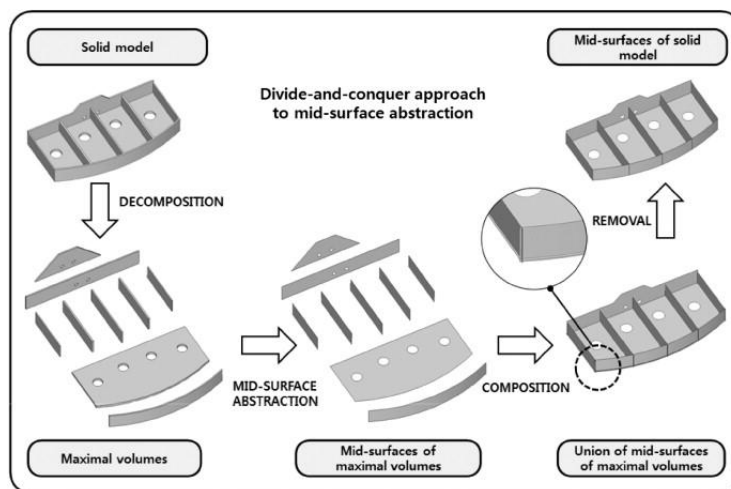 Solid model
Mid-surfaces of solid
model
Divide-and-conquer approach
to mid-surface abstraction
DECOMPOSITION
REMOVAL
MID-SURFACE
ABSTRACTION
COMPOSITION
Maximal volumes
Mid-surfaces of
maximal volumes
Union of mid-surfaces
of maximal volumes